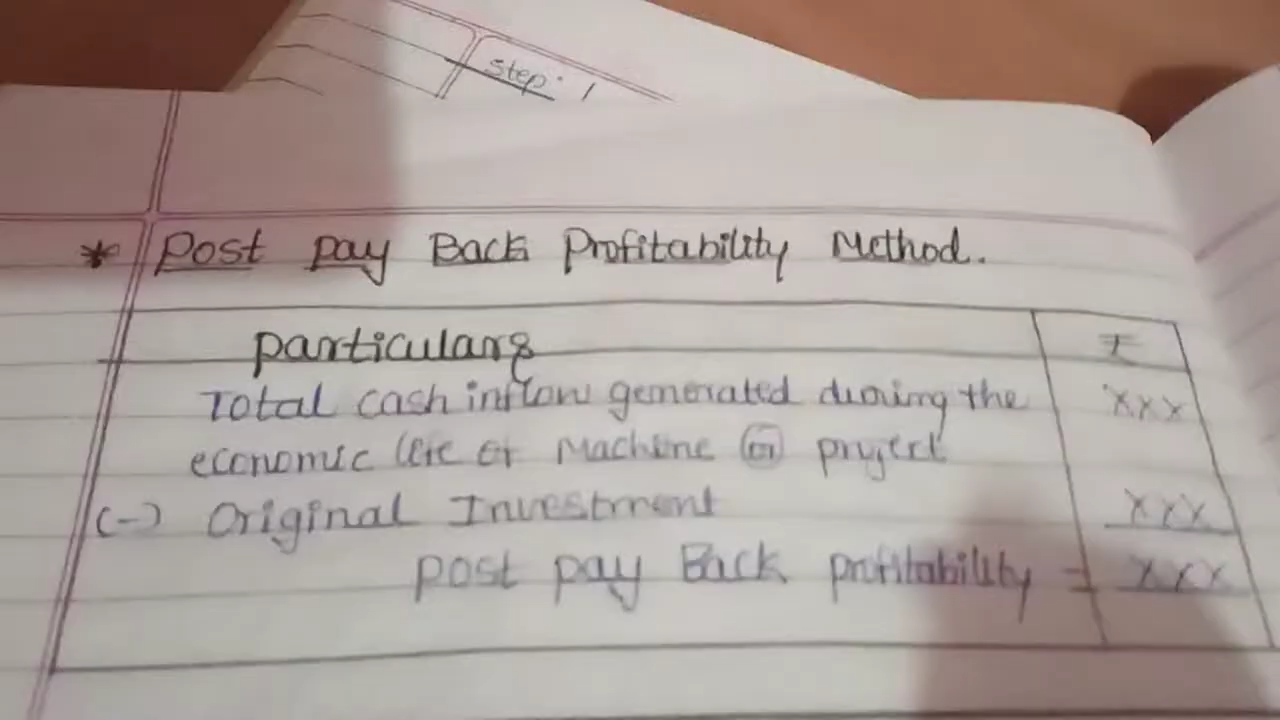 Step: 1
* Post pay Back Profitability Method.
particulars ₹
Total cash inflow generated during the xxx
economic life of Machine or project
(-) Original Investment xxx
post pay Back profitability = xxx